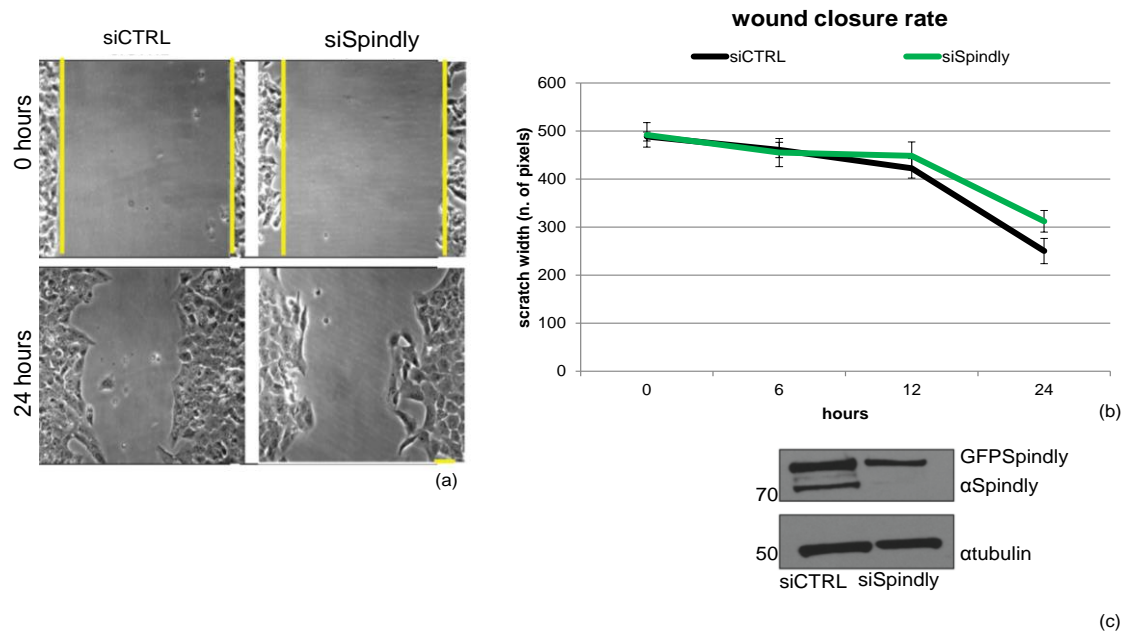 siCTRL
siSpindly
0 hours
24 hours
(a)
wound closure rate
siCTRL
siSpindly
scratch width (n. of pixels)
600
500
400
300
200
100
0
0
6
12
24
hours
(b)
GFPSpindly
70
αSpindly
50
αtubulin
siCTRL
siSpindly
(c)